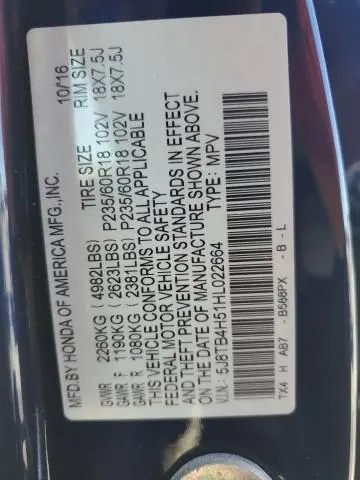 MFD.BY HONDA OF AMERICA MFG.,INC. 10/16
TIRE SIZE RIM SIZE
GVWR 2260KG (4982LBS)
GAWR F 1190KG (2623LBS) P235/60R18 102V 18X7.5J
GAWR R 1080KG (2381LBS) P235/60R18 102V 18X7.5J
THIS VEHICLE CONFORMS TO ALL APPLICABLE
FEDERAL MOTOR VEHICLE SAFETY AND
THEFT PREVENTION STANDARDS IN EFFECT
ON THE DATE OF MANUFACTURE SHOWN ABOVE.
V.I.N.: 5J8TB4H51HL022664 TYPE: MPV
TX4 H AB7 - B588PX - B - L